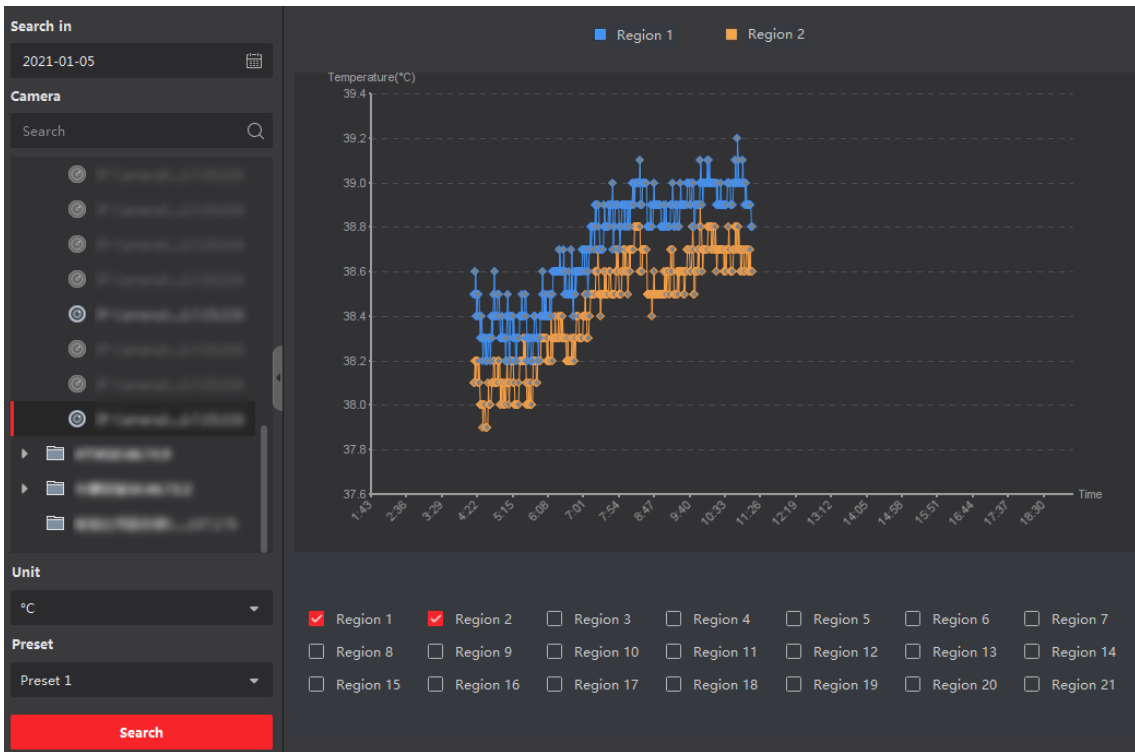 Search in
2021-01-05
Camera
Search
Unit
°C
Preset
Preset 1
Search
Region 1 Region 2
Temperature(°C)
39.4
39.2
39.0
38.8
38.6
38.4
38.2
38.0
37.8
37.6
1:43 2:36 3:29 4:22 5:15 6:08 7:01 7:54 8:47 9:40 10:33 11:26 12:19 13:12 14:05 14:58 15:51 16:44 17:37 18:30
Time
Region 1 Region 2 Region 3 Region 4 Region 5 Region 6 Region 7
Region 8 Region 9 Region 10 Region 11 Region 12 Region 13 Region 14
Region 15 Region 16 Region 17 Region 18 Region 19 Region 20 Region 21